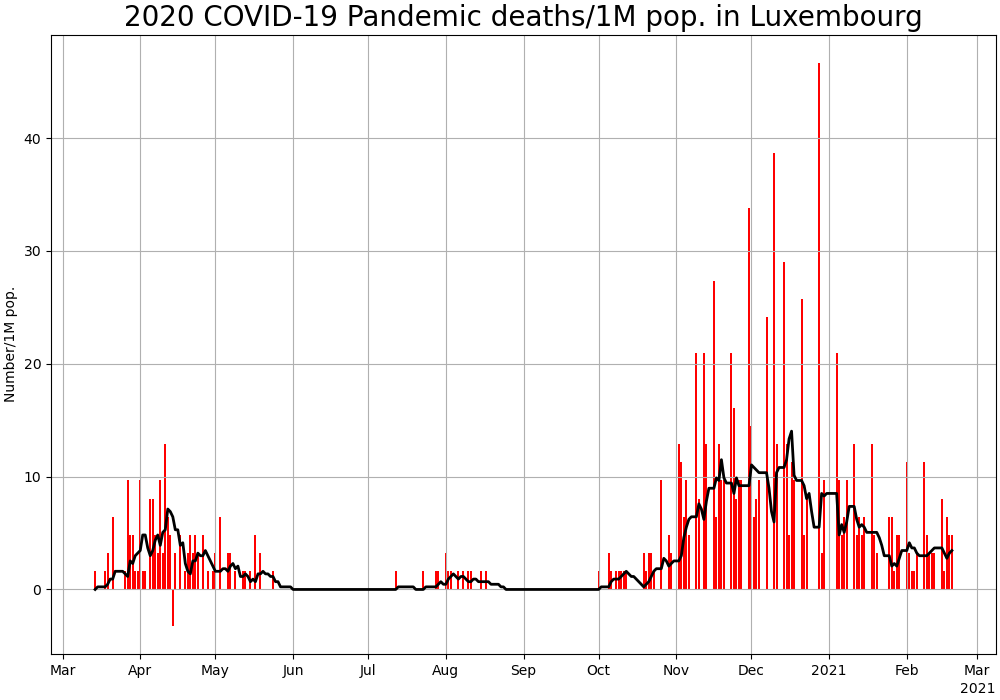 2020 COVID-19 Pandemic deaths/1M pop. in Luxembourg
Number/1M pop.
40
30
20
10
0
Mar Apr May Jun Jul Aug Sep Oct Nov Dec 2021 Feb Mar
2021